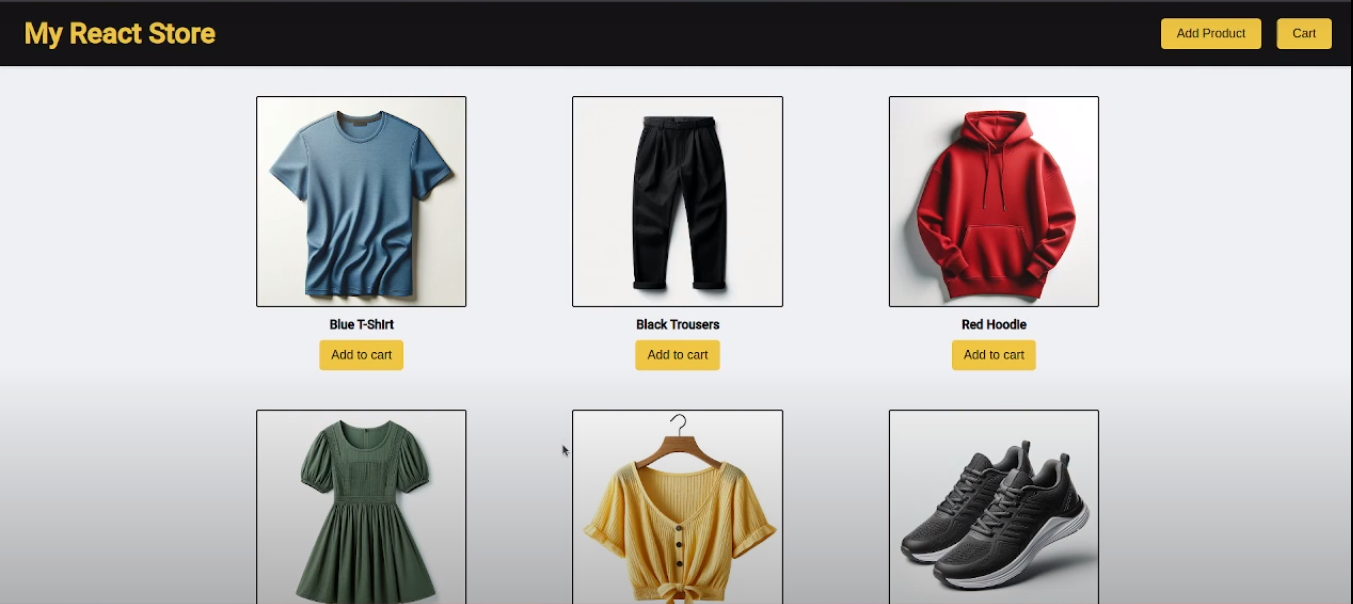 My React Store
Add Product
Cart
Blue T-Shirt
Black Trousers
Red Hoodie
Add to cart
Add to cart
Add to cart